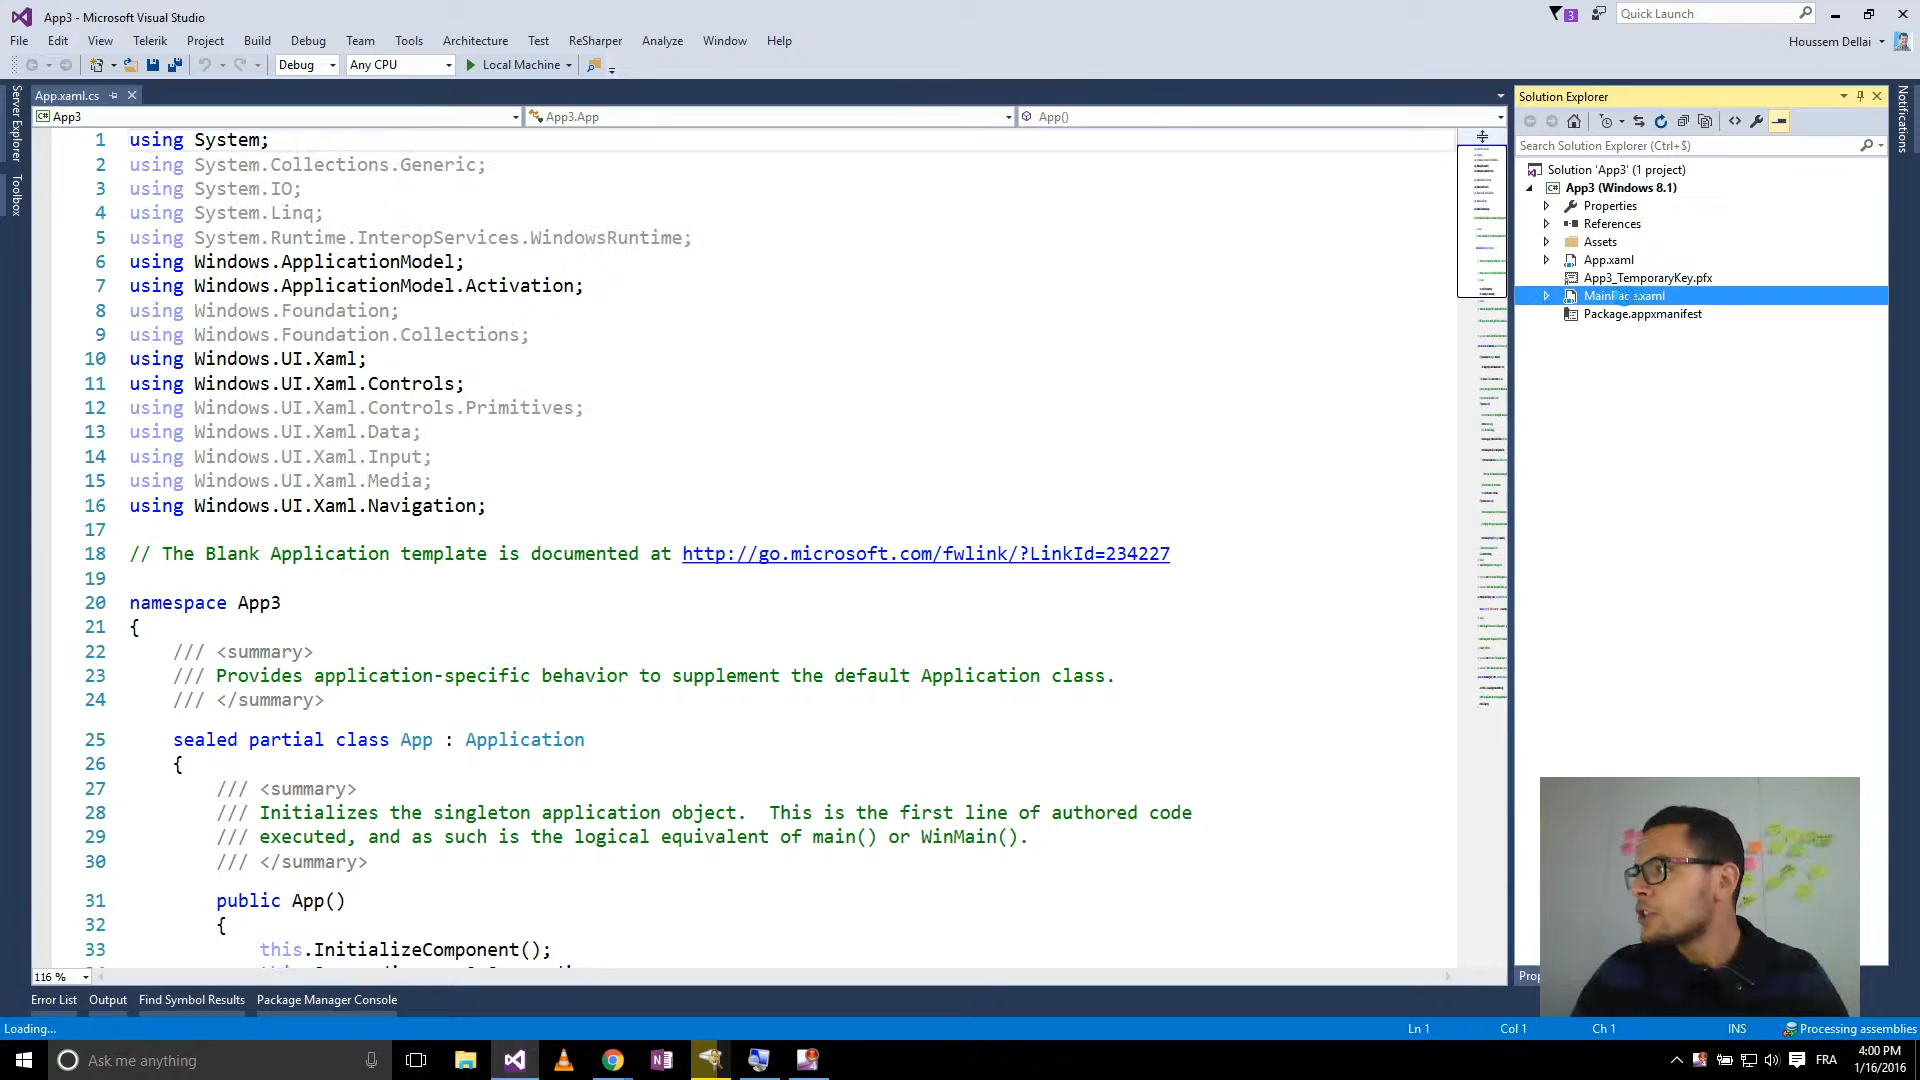 App3 - Microsoft Visual Studio
3
Quick Launch
File Edit View Telerik Project Build Debug Team Tools Architecture Test ReSharper Analyze Window Help
Houssem Dellai
Debug Any CPU Local Machine
Server Explorer
Toolbox
App.xaml.cs
App3 App3.App App()
1 using System;
2 using System.Collections.Generic;
3 using System.IO;
4 using System.Linq;
5 using System.Runtime.InteropServices.WindowsRuntime;
6 using Windows.ApplicationModel;
7 using Windows.ApplicationModel.Activation;
8 using Windows.Foundation;
9 using Windows.Foundation.Collections;
10 using Windows.UI.Xaml;
11 using Windows.UI.Xaml.Controls;
12 using Windows.UI.Xaml.Controls.Primitives;
13 using Windows.UI.Xaml.Data;
14 using Windows.UI.Xaml.Input;
15 using Windows.UI.Xaml.Media;
16 using Windows.UI.Xaml.Navigation;
17
18 // The Blank Application template is documented at http://go.microsoft.com/fwlink/?LinkId=234227
19
20 namespace App3
21 {
22 /// <summary>
23 /// Provides application-specific behavior to supplement the default Application class.
24 /// </summary>
25 sealed partial class App : Application
26 {
27 /// <summary>
28 /// Initializes the singleton application object.  This is the first line of authored code
29 /// executed, and as such is the logical equivalent of main() or WinMain().
30 /// </summary>
31 public App()
32 {
33 this.InitializeComponent();
116 %
Solution Explorer
Search Solution Explorer (Ctrl+$)
Solution 'App3' (1 project)
App3 (Windows 8.1)
Properties
References
Assets
App.xaml
App3_TemporaryKey.pfx
MainPage.xaml
Package.appxmanifest
Notifications
Error List Output Find Symbol Results Package Manager Console
Loading...
Ln 1 Col 1 Ch 1 INS Processing assemblies
Ask me anything
FRA
4:00 PM
1/16/2016